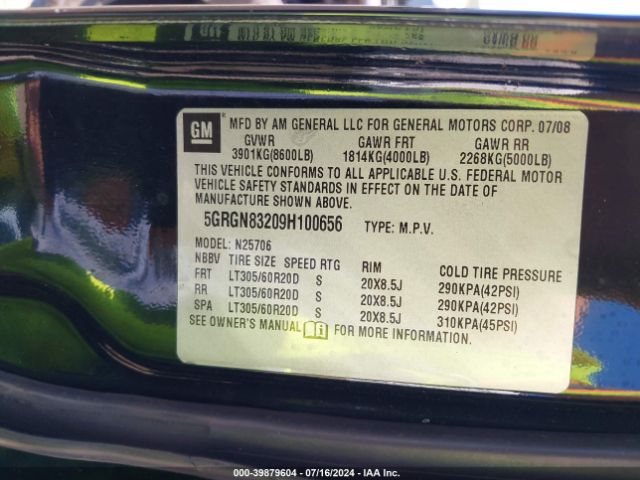 GM
MFD BY AM GENERAL LLC FOR GENERAL MOTORS CORP. 07/08
GVWR GAWR FRT GAWR RR
3901KG(8600LB) 1814KG(4000LB) 2268KG(5000LB)
THIS VEHICLE CONFORMS TO ALL APPLICABLE U.S. FEDERAL MOTOR
VEHICLE SAFETY STANDARDS IN EFFECT ON THE DATE OF
MANUFACTURE SHOWN ABOVE.
5GRGN83209H100656 TYPE: M.P.V.
MODEL: N25706
NBBV TIRE SIZE SPEED RTG RIM COLD TIRE PRESSURE
FRT LT305/60R20D S 20X8.5J 290KPA(42PSI)
RR LT305/60R20D S 20X8.5J 290KPA(42PSI)
SPA LT305/60R20D S 20X8.5J 310KPA(45PSI)
SEE OWNER'S MANUAL FOR MORE INFORMATION.
000-39879604 / 07/16/2024 - IAA Inc.